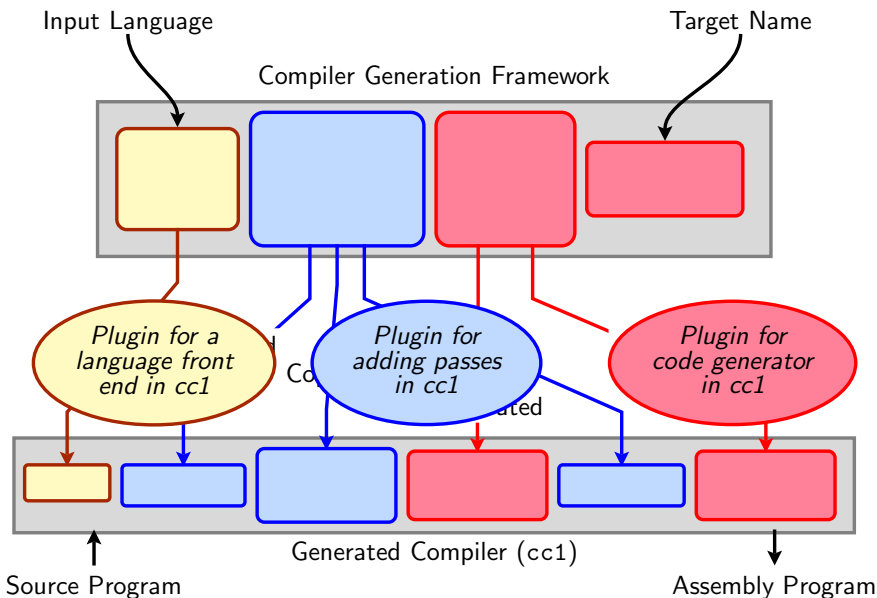 Input Language
Target Name
Compiler Generation Framework
Plugin for a
language front
end in cc1
Plugin for
adding passes
in cc1
Plugin for
code generator
in cc1
Generated Compiler (cc1)
Source Program
Assembly Program